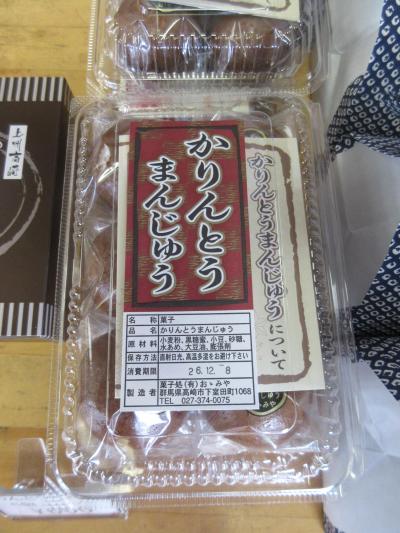 かりんとう
まんじゅう
かりんとうまんじゅうについて
名称 菓子
品名 かりんとうまんじゅう
原材料 小麦粉、黒糖蜜、小豆、砂糖、
水あめ、大豆油、膨張剤
保存方法 直射日光、高温多湿をお避け下さい
消費期限 26.12.-8
製造者 菓子処(有)おゝみや
群馬県高崎市下室田町1068
TEL 027-374-0075